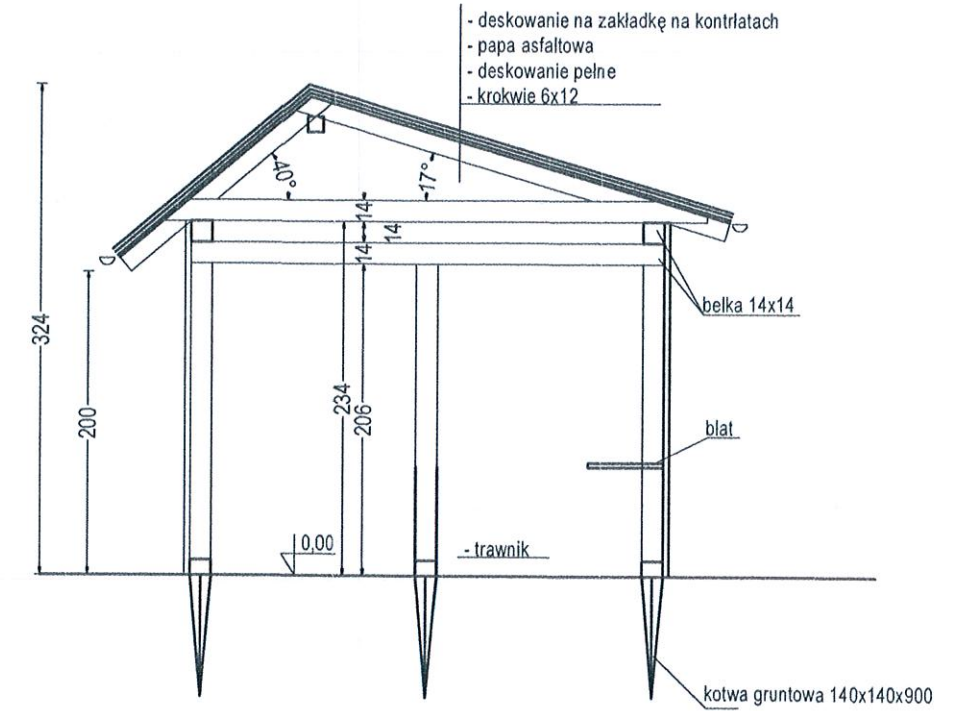 - deskowanie na zakładkę na kontrłatach
- papa asfaltowa
- deskowanie pełne
- krokwie 6x12
40°
17°
14
14
14
belka 14x14
324
200
234
206
blat
0,00
- trawnik
kotwa gruntowa 140x140x900